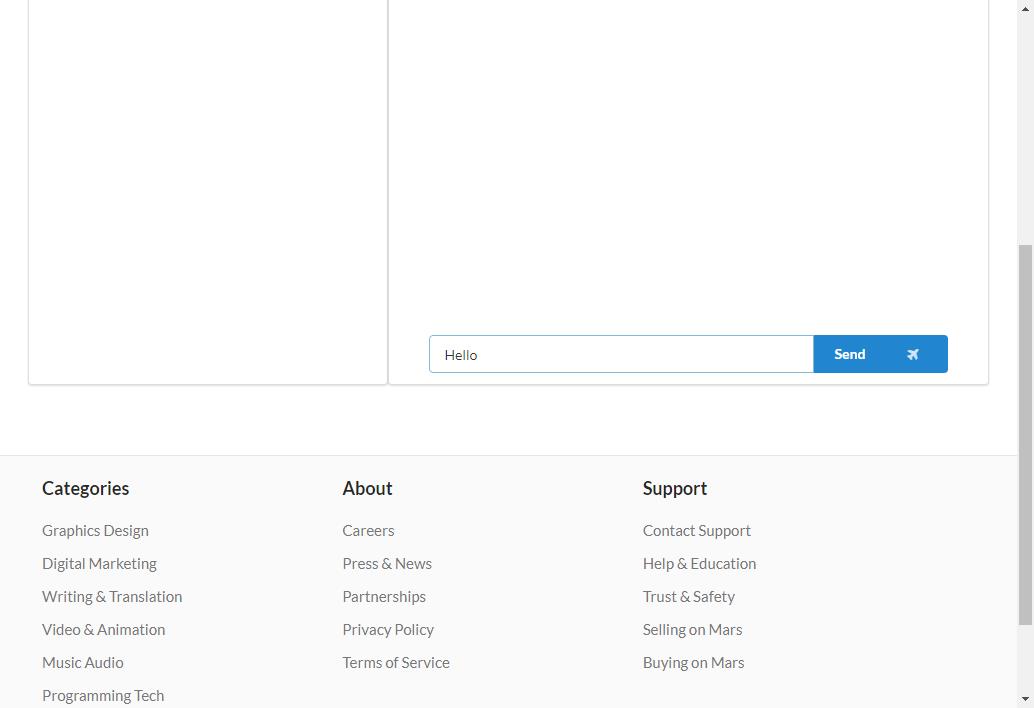 Hello
Send
Categories
Graphics Design
Digital Marketing
Writing & Translation
Video & Animation
Music Audio
Programming Tech
About
Careers
Press & News
Partnerships
Privacy Policy
Terms of Service
Support
Contact Support
Help & Education
Trust & Safety
Selling on Mars
Buying on Mars